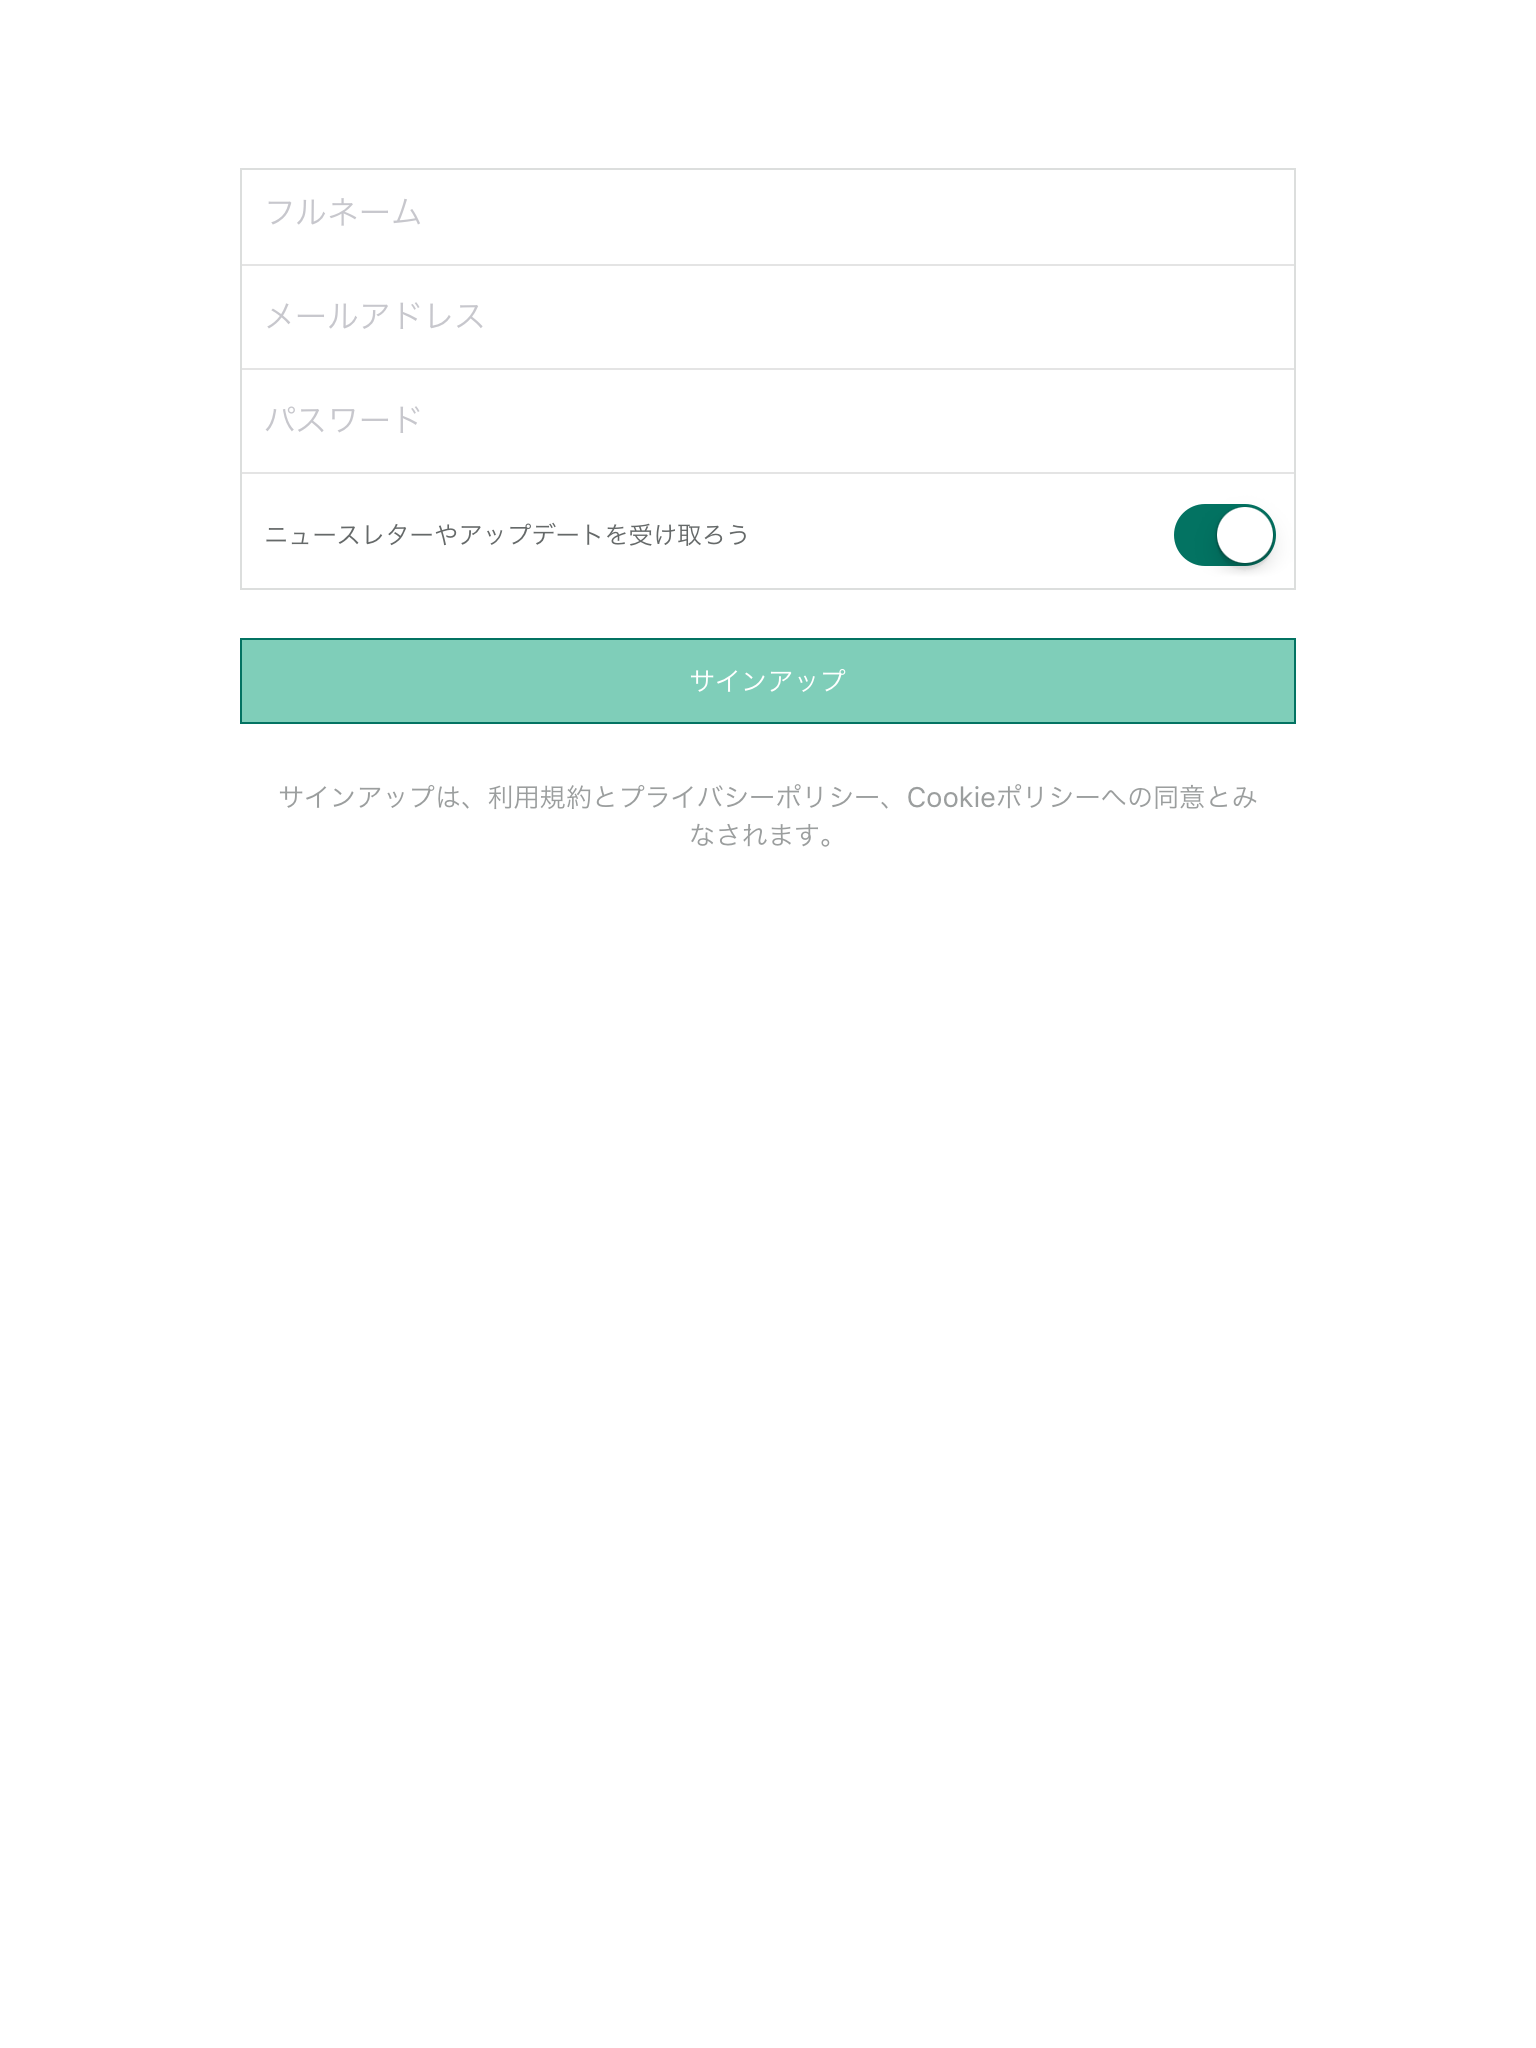 フルネーム
メールアドレス
パスワード
ニュースレターやアップデートを受け取ろう
サインアップ
サインアップは、利用規約とプライバシーポリシー、Cookieポリシーへの同意とみ
なされます。